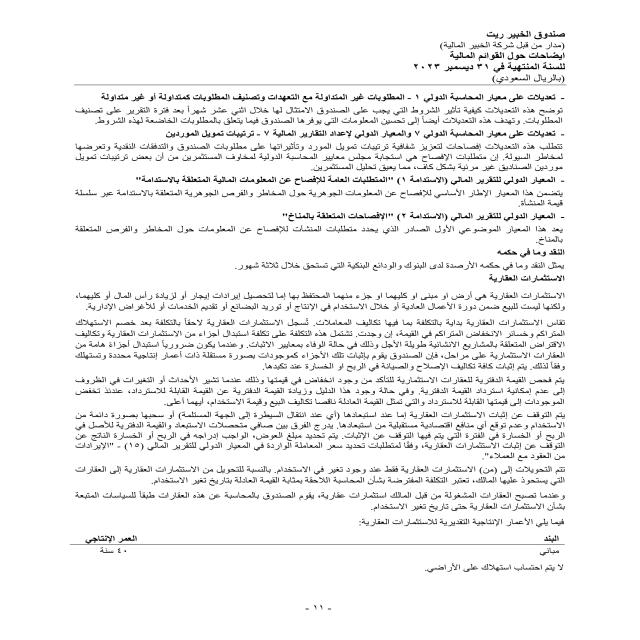 صندوق الخبير ريت
(مدار من قبل شركة الخبير المالية)
إيضاحات حول القوائم المالية
للسنة المنتهية في ٣١ ديسمبر ٢٠٢٣
(بالريال السعودي)
- تعديلات على معيار المحاسبة الدولي ١ - المطلوبات غير المتداولة مع التعهدات وتصنيف المطلوبات كمتداولة أو غير متداولة
توضح هذه التعديلات كيفية تأثير الشروط التي يجب على الصندوق الامتثال لها خلال اثني عشر شهراً بعد فترة التقرير على تصنيف
المطلوبات. وتهدف هذه التعديلات أيضاً إلى تحسين المعلومات التي يوفرها الصندوق فيما يتعلق بالمطلوبات الخاضعة لهذه الشروط.
- تعديلات على معيار المحاسبة الدولي ٧ والمعيار الدولي لإعداد التقارير المالية ٧ - ترتيبات تمويل الموردين
تتطلب هذه التعديلات إفصاحات لتعزيز شفافية ترتيبات تمويل المورد وتأثيراتها على مطلوبات الصندوق والتدفقات النقدية وتعرضها
لمخاطر السيولة. إن متطلبات الإفصاح هي استجابة مجلس معايير المحاسبة الدولية لمخاوف المستثمرين من أن بعض ترتيبات تمويل
موردين الصناديق غير مرئية بشكل كاف، مما يعيق تحليل المستثمرين.
- المعيار الدولي للتقرير المالي (الاستدامة ١) "المتطلبات العامة للإفصاح عن المعلومات المالية المتعلقة بالاستدامة"
يتضمن هذا المعيار الإطار الأساسي للإفصاح عن المعلومات الجوهرية حول المخاطر والفرص الجوهرية المتعلقة بالاستدامة عبر سلسلة
قيمة المنشأة.
- المعيار الدولي للتقرير المالي (الاستدامة ٢) "الإفصاحات المتعلقة بالمناخ"
يعد هذا المعيار الموضوعي الأول الصادر الذي يحدد متطلبات المنشآت للإفصاح عن المعلومات حول المخاطر والفرص المتعلقة
بالمناخ.
النقد وما في حكمه
يمثل النقد وما في حكمه الأرصدة لدى البنوك والودائع البنكية التي تستحق خلال ثلاثة شهور.
الاستثمارات العقارية
الاستثمارات العقارية هي أرض او مبنى او كليهما او جزء منهما المحتفظ بها إما لتحصيل إيرادات إيجار أو لزيادة رأس المال أو كليهما،
ولكنها ليست للبيع ضمن دورة الأعمال العادية أو خلال الاستخدام في الإنتاج أو توريد البضائع أو تقديم الخدمات أو للأغراض الإدارية.
تقاس الاستثمارات العقارية بداية بالتكلفة بما فيها تكاليف المعاملات. تُسجل الاستثمارات العقارية لاحقاً بالتكلفة بعد خصم الاستهلاك
المتراكم وخسائر الانخفاض المتراكم في القيمة، إن وجدت. تشتمل هذه التكلفة على تكلفة استبدال أجزاء من الاستثمارات العقارية وتكاليف
الاقتراض المتعلقة بالمشاريع الانشائية طويلة الأجل وذلك في حالة الوفاء بمعايير الاثبات. وعندما يكون ضرورياً استبدال أجزاء هامة من
العقارات الاستثمارية على مراحل، فإن الصندوق يقوم بإثبات تلك الأجزاء كموجودات بصورة مستقلة ذات أعمار إنتاجية محددة وتستهلك
وفقاً لذلك. يتم إثبات كافة تكاليف الإصلاح والصيانة في الربح او الخسارة عند تكبدها.
يتم فحص القيمة الدفترية للعقارات الاستثمارية للتأكد من وجود انخفاض في قيمتها وذلك عندما تشير الأحداث أو التغيرات في الظروف
إلى عدم إمكانية استرداد القيمة الدفترية. وفي حالة وجود هذا الدليل وزيادة القيمة الدفترية عن القيمة القابلة للاسترداد، عندئذ تخفض
الموجودات إلى قيمتها القابلة للاسترداد والتي تمثل القيمة العادلة ناقصا تكاليف البيع وقيمة الاستخدام، أيهما أعلى.
يتم التوقف عن إثبات الاستثمارات العقارية إما عند استبعادها (أي عند انتقال السيطرة إلى الجهة المستلمة) أو سحبها بصورة دائمة من
الاستخدام وعدم توقع أي منافع اقتصادية مستقبلية من استبعادها. يدرج الفرق بين صافي متحصلات الاستبعاد والقيمة الدفترية للأصل في
الربح أو الخسارة في الفترة التي يتم فيها التوقف عن الاثبات. يتم تحديد مبلغ العوض، الواجب إدراجه في الربح أو الخسارة الناتج عن
التوقف عن إثبات الاستثمارات العقارية، وفقًا لمتطلبات تحديد سعر المعاملة الواردة في المعيار الدولي للتقرير المالي (١٥) - "الإيرادات
من العقود مع العملاء".
تتم التحويلات إلى (من) الاستثمارات العقارية فقط عند وجود تغير في الاستخدام. بالنسبة للتحويل من الاستثمارات العقارية إلى العقارات
التي يستحوذ عليها المالك، تعتبر التكلفة المفترضة بشأن المحاسبة اللاحقة بمثابة القيمة العادلة بتاريخ تغير الاستخدام.
وعندما تصبح العقارات المشغولة من قبل المالك استثمارات عقارية، يقوم الصندوق بالمحاسبة عن هذه العقارات طبقاً للسياسات المتبعة
بشأن الاستثمارات العقارية حتى تاريخ تغير الاستخدام.
فيما يلي الأعمار الإنتاجية التقديرية للاستثمارات العقارية:
البند العمر الإنتاجي
مباني ٤٠ سنة
لا يتم احتساب استهلاك على الأراضي.
- ١١ -